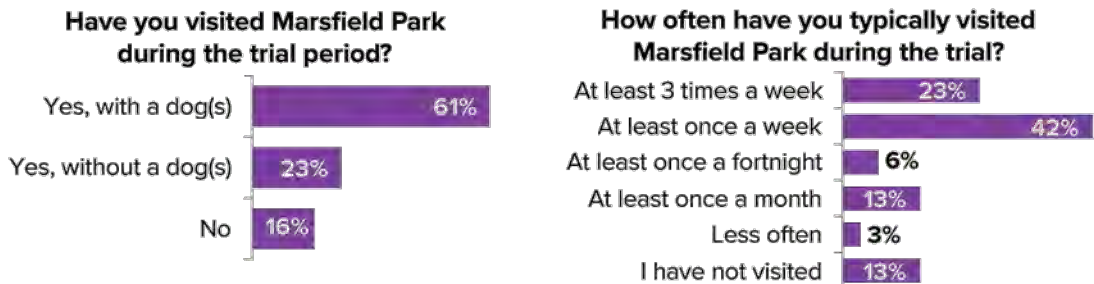 Have you visited Marsfield Park
during the trial period?
Yes, with a dog(s)
61%
Yes, without a dog(s)
23%
No
16%
How often have you typically visited
Marsfield Park during the trial?
At least 3 times a week
23%
At least once a week
42%
At least once a fortnight
6%
At least once a month
13%
Less often
3%
I have not visited
13%